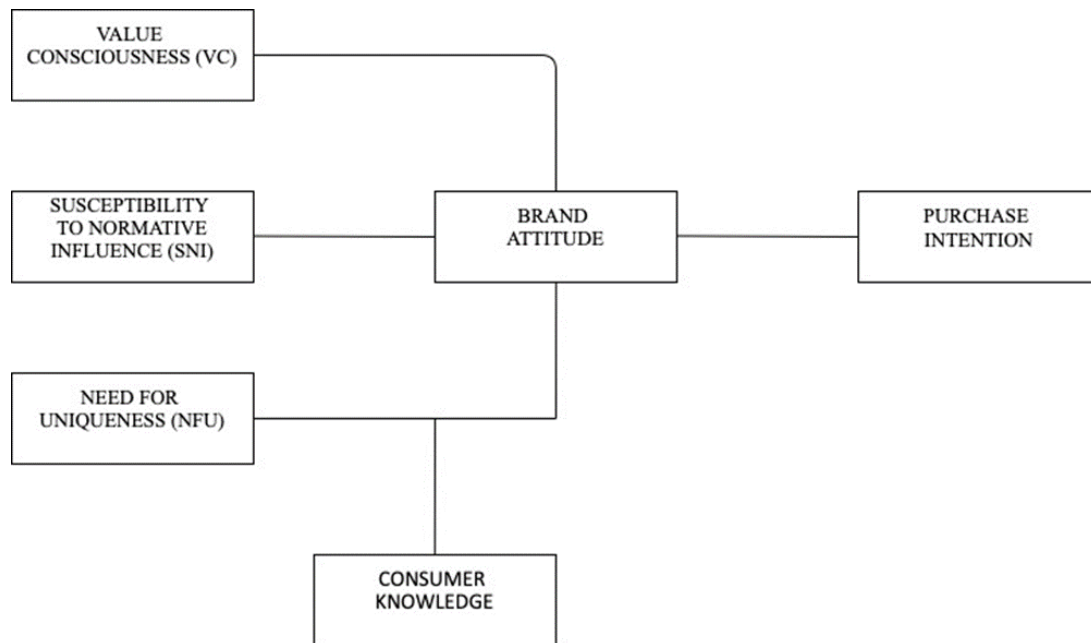 VALUE
CONSCIOUSNESS (VC)
SUSCEPTIBILITY
TO NORMATIVE
INFLUENCE (SNI)
BRAND
ATTITUDE
PURCHASE
INTENTION
NEED FOR
UNIQUENESS (NFU)
CONSUMER
KNOWLEDGE